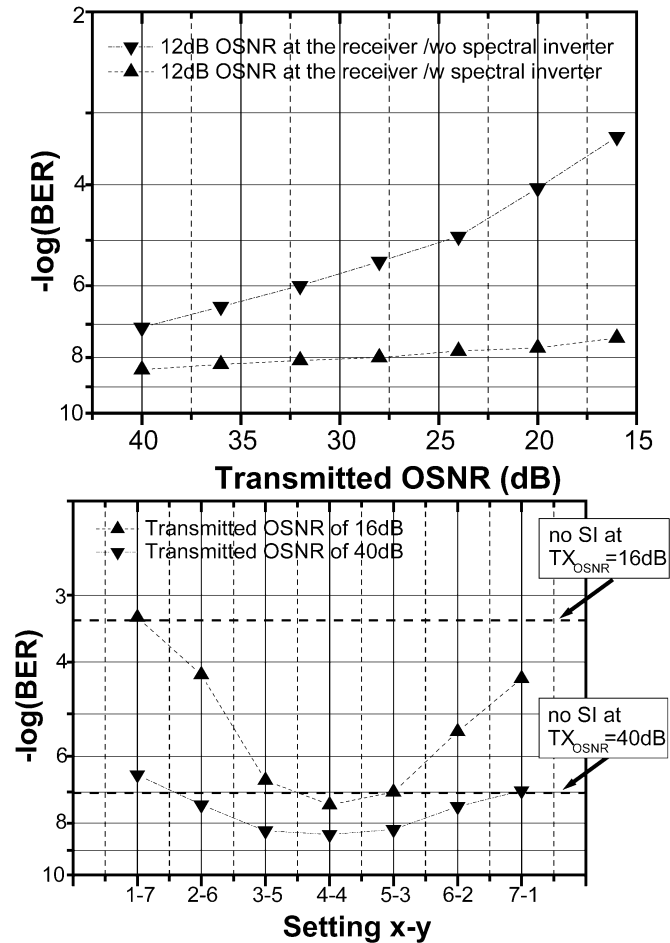 2
12dB OSNR at the receiver /wo spectral inverter
12dB OSNR at the receiver /w spectral inverter
4
6
8
10
-log(BER)
40 35 30 25 20 15
Transmitted OSNR (dB)
Transmitted OSNR of 16dB
Transmitted OSNR of 40dB
no SI at
TXOSNR=16dB
3
4
no SI at
TXOSNR=40dB
6
8
10
-log(BER)
1-7 2-6 3-5 4-4 5-3 6-2 7-1
Setting x-y